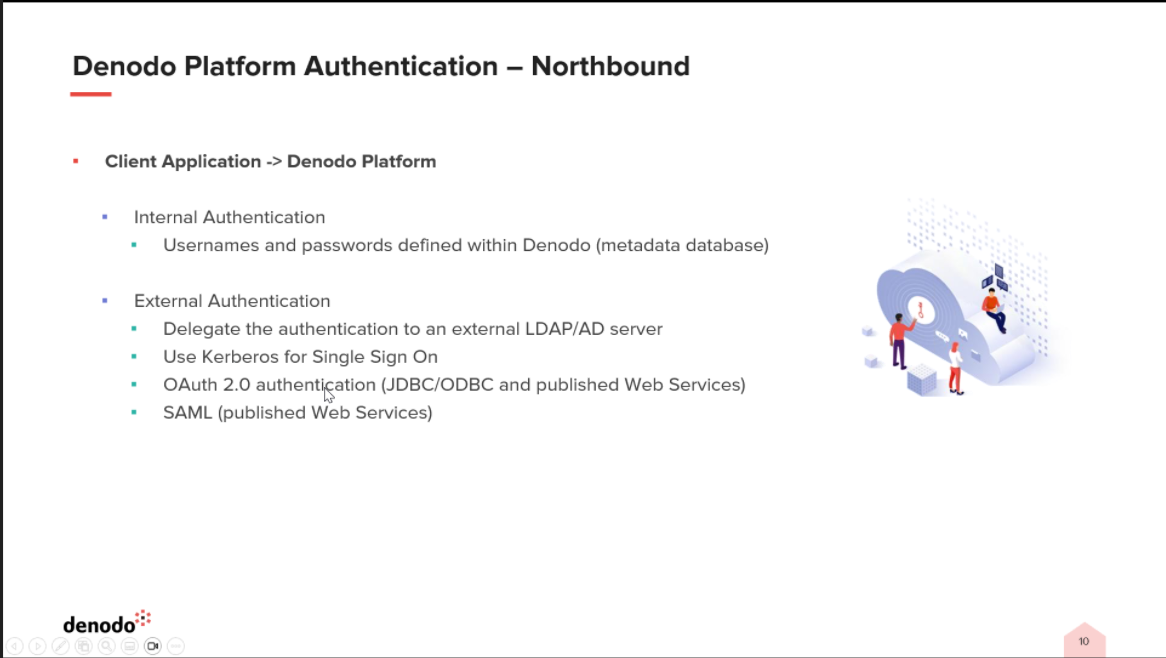 Denodo Platform Authentication – Northbound
Client Application -> Denodo Platform
Internal Authentication
Usernames and passwords defined within Denodo (metadata database)
External Authentication
Delegate the authentication to an external LDAP/AD server
Use Kerberos for Single Sign On
OAuth 2.0 authentication (JDBC/ODBC and published Web Services)
SAML (published Web Services)
denodo
10